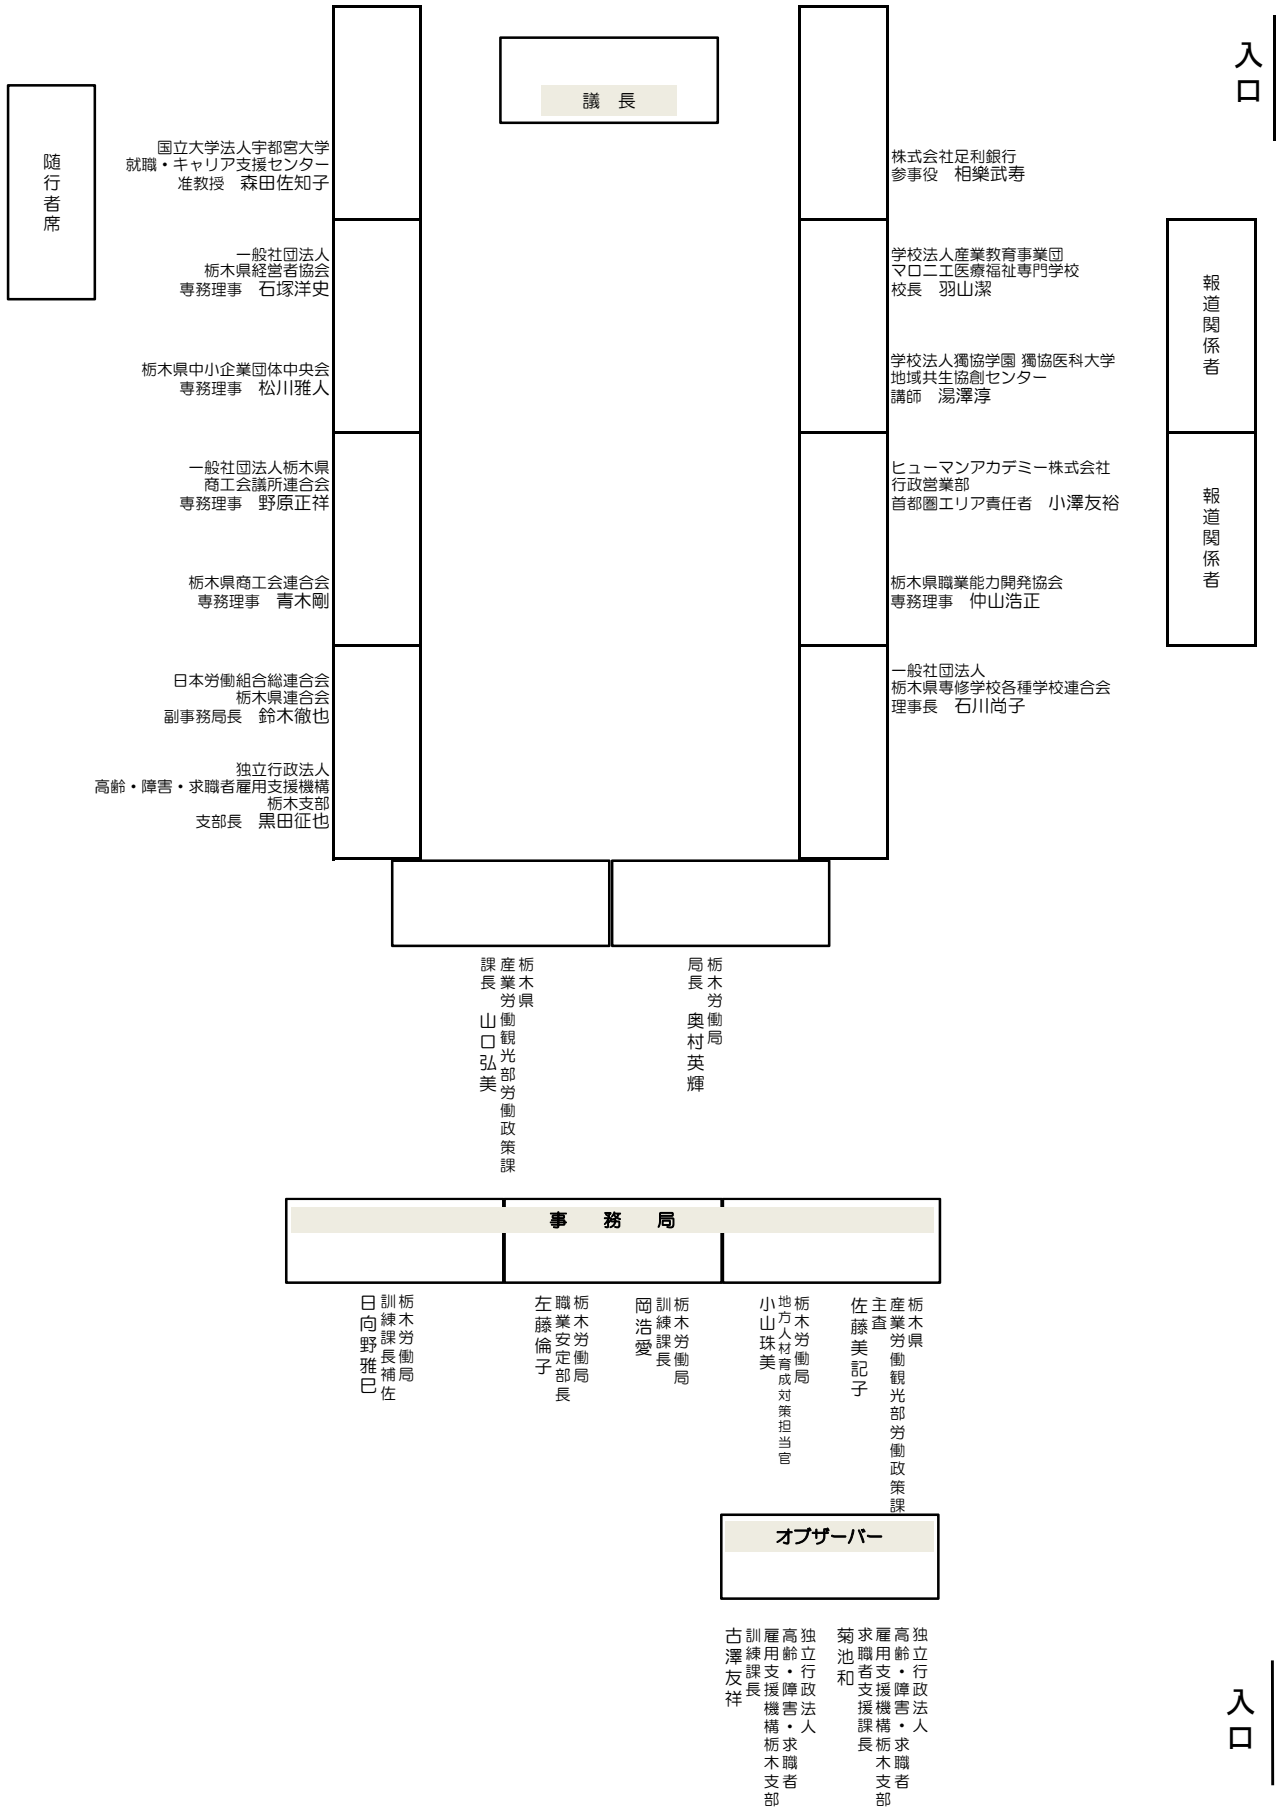 入口
議　長
随行者席
国立大学法人宇都宮大学
就職・キャリア支援センター
准教授　森田佐知子
一般社団法人
栃木県経営者協会
専務理事　石塚洋史
栃木県中小企業団体中央会
専務理事　松川雅人
一般社団法人栃木県
商工会議所連合会
専務理事　野原正祥
栃木県商工会連合会
専務理事　青木剛
日本労働組合総連合会
栃木県連合会
副事務局長　鈴木徹也
独立行政法人
高齢・障害・求職者雇用支援機構
栃木支部
支部長　黒田征也
株式会社足利銀行
参事役　相樂武寿
学校法人産業教育事業団
マロニエ医療福祉専門学校
校長　羽山潔
学校法人獨協学園 獨協医科大学
地域共生協創センター
講師　湯澤淳
ヒューマンアカデミー株式会社
行政営業部
首都圏エリア責任者　小澤友裕
栃木県職業能力開発協会
専務理事　仲山浩正
一般社団法人
栃木県専修学校各種学校連合会
理事長　石川尚子
報道関係者
報道関係者
栃木労働局
局長　奥村英輝
栃木県
産業労働観光部労働政策課
課長　山口弘美
事　務　局
栃木県
産業労働観光部労働政策課
主査
佐藤美記子
栃木労働局
地方人材育成対策担当官
小山珠美
栃木労働局
訓練課長
岡浩愛
栃木労働局
職業安定部長
左藤倫子
栃木労働局
訓練課長補佐
日向野雅巳
オブザーバー
独立行政法人
高齢・障害・求職者
雇用支援機構栃木支部
求職者支援課長
菊池和
独立行政法人
高齢・障害・求職者
雇用支援機構栃木支部
訓練課長
古澤友祥
入口